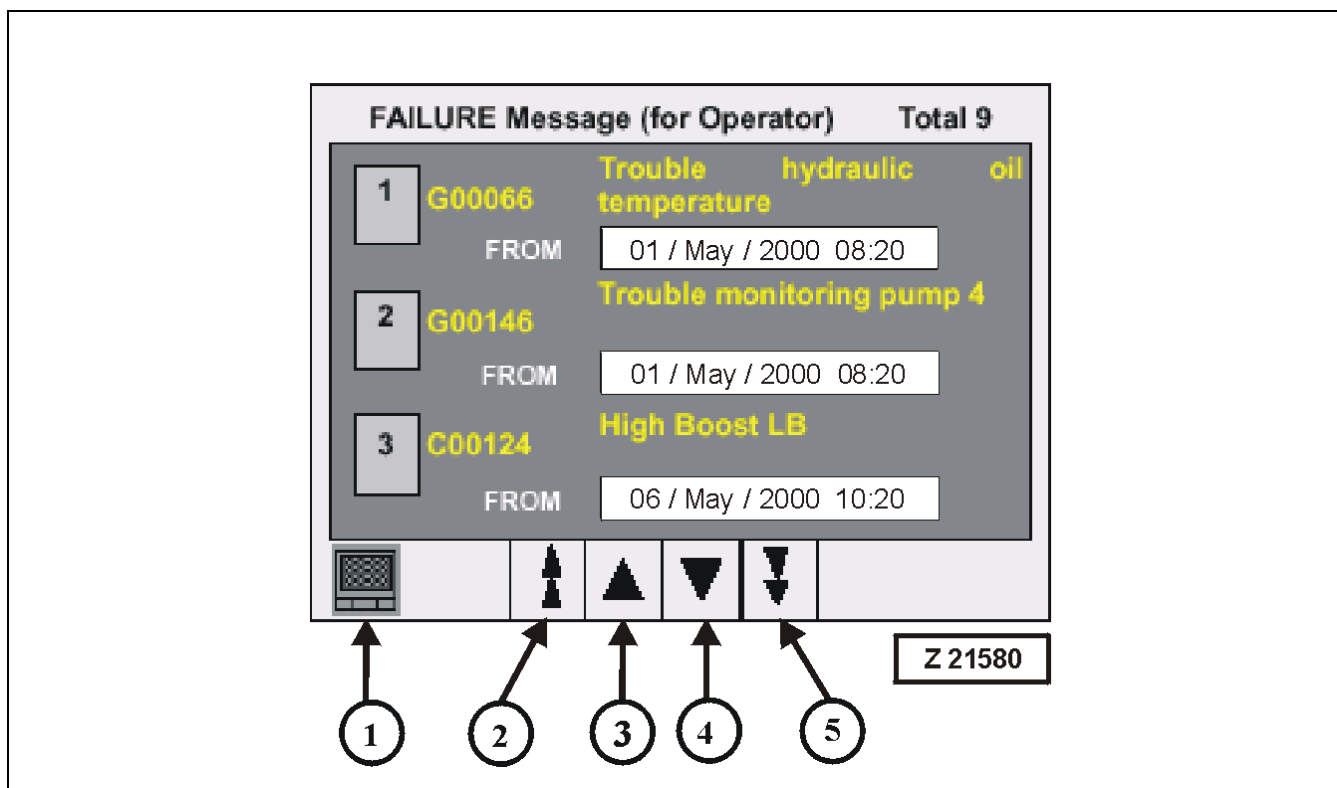 FAILURE Message (for Operator) Total 9
1
G00066
Trouble hydraulic oil
temperature
FROM 01 / May / 2000 08:20
2
G00146
Trouble monitoring pump 4
FROM 01 / May / 2000 08:20
3
C00124
High Boost LB
FROM 06 / May / 2000 10:20
Z 21580
1 2 3 4 5